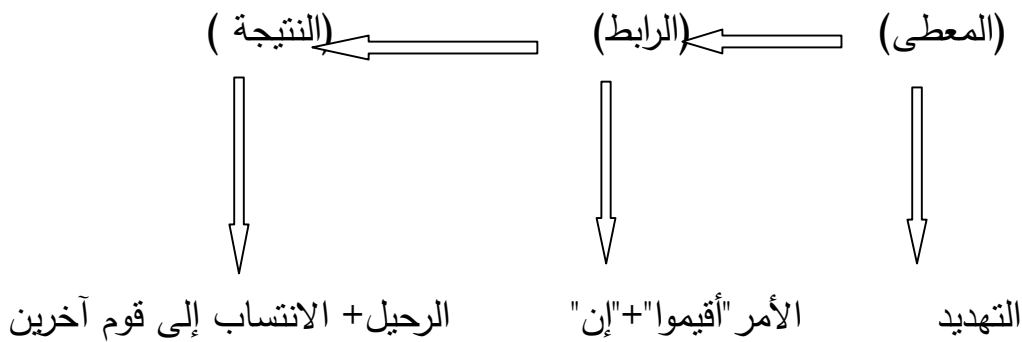 (المعطى) (الرابط) (النتيجة )
التهديد الأمر "أقيموا"+"إن" الرحيل+ الانتساب إلى قوم آخرين